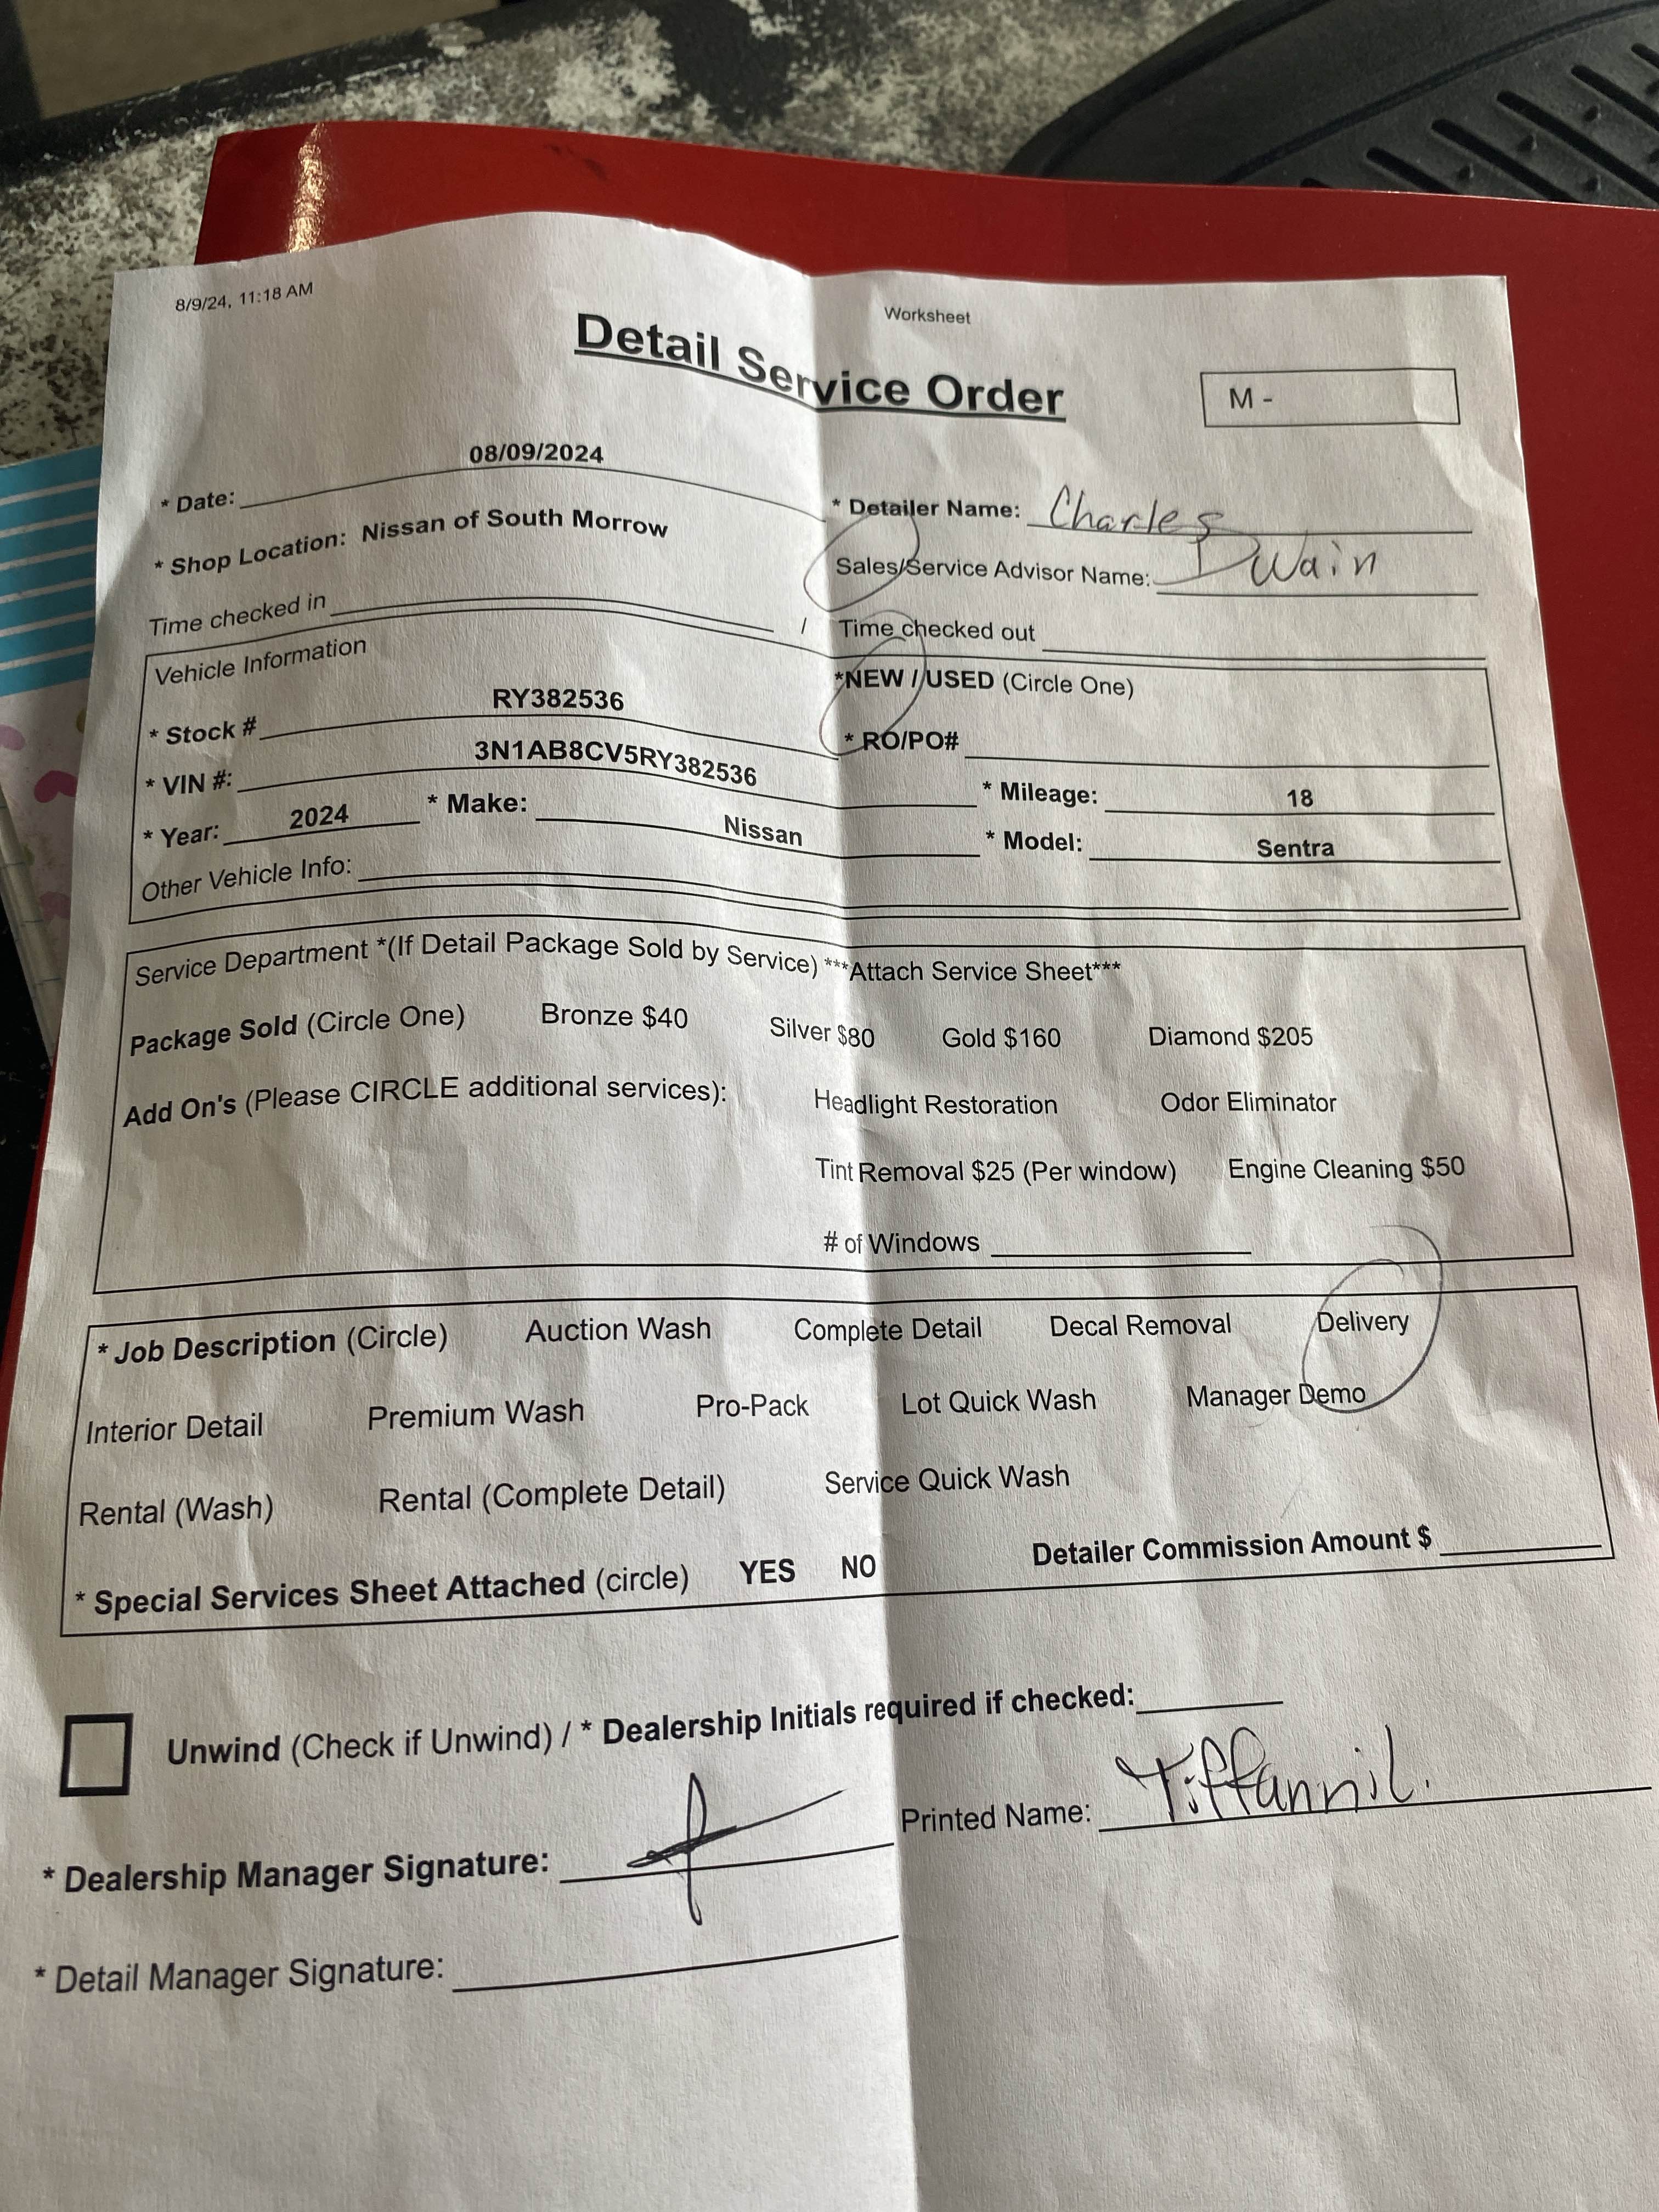 8/9/24, 11:18 AM
Worksheet
Detail Service Order
M -
* Date: 08/09/2024
* Detailer Name: Charles
* Shop Location: Nissan of South Morrow
Sales/Service Advisor Name: DWain
Time checked in / Time checked out
Vehicle Information
*NEW / USED (Circle One)
* Stock # RY382536
* RO/PO#
* VIN #: 3N1AB8CV5RY382536
* Mileage: 18
* Year: 2024 * Make: Nissan * Model: Sentra
Other Vehicle Info:
Service Department *(If Detail Package Sold by Service) ***Attach Service Sheet***
Package Sold (Circle One) Bronze $40 Silver $80 Gold $160 Diamond $205
Add On's (Please CIRCLE additional services): Headlight Restoration Odor Eliminator
Tint Removal $25 (Per window) Engine Cleaning $50
# of Windows
* Job Description (Circle) Auction Wash Complete Detail Decal Removal Delivery
Interior Detail Premium Wash Pro-Pack Lot Quick Wash Manager Demo
Rental (Wash) Rental (Complete Detail) Service Quick Wash
* Special Services Sheet Attached (circle) YES NO Detailer Commission Amount $
Unwind (Check if Unwind) / * Dealership Initials required if checked:
* Dealership Manager Signature: Printed Name: Tiffanni L.
* Detail Manager Signature: